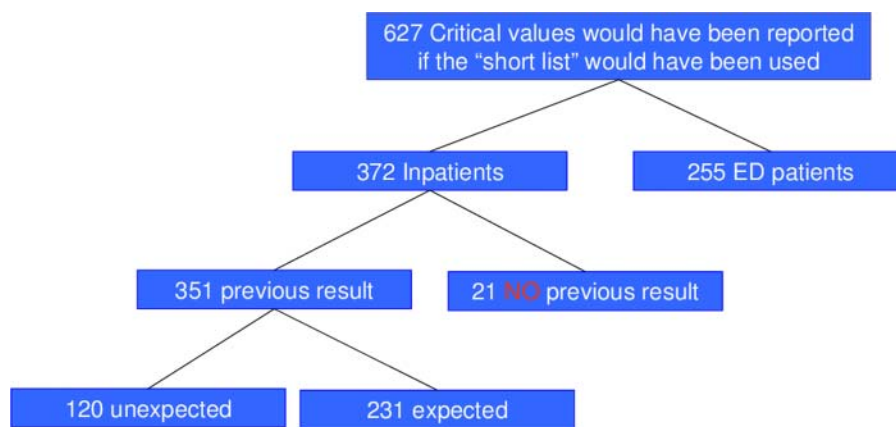 627 Critical values would have been reported
if the “short list” would have been used
372 Inpatients
255 ED patients
351 previous result
21 NO previous result
120 unexpected
231 expected